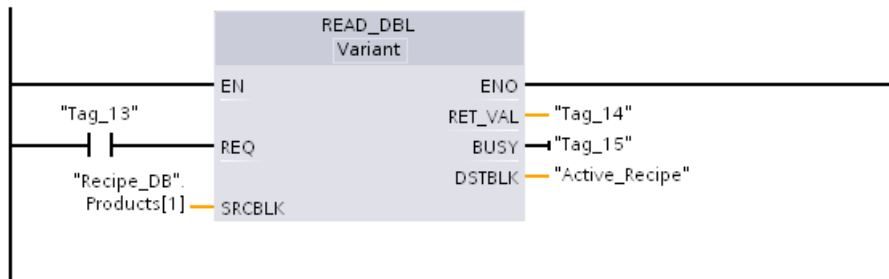 READ_DBL
Variant
EN
ENO
"Tag_13"
RET_VAL
"Tag_14"
REQ
BUSY
"Tag_15"
"Recipe_DB".
Products[1]
DSTBLK
"Active_Recipe"
SRCBLK